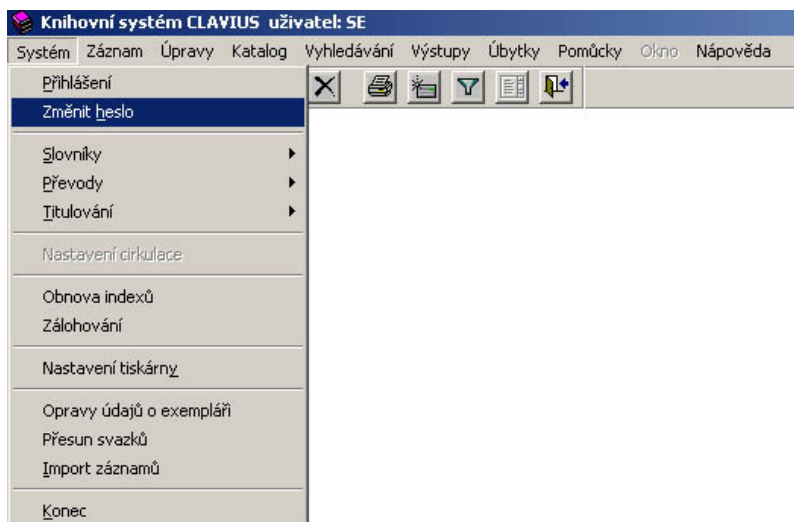 Knihovní systém CLAVIUS uživatel: SE
Systém Záznam Úpravy Katalog Vyhledávání Výstupy Úbytky Pomůcky Okno Nápověda
Přihlášení
Změnit heslo
Slovníky
Převody
Titulování
Nastavení cirkulace
Obnova indexů
Zálohování
Nastavení tiskárny
Opravy údajů o exempláři
Přesun svazků
Import záznamů
Konec